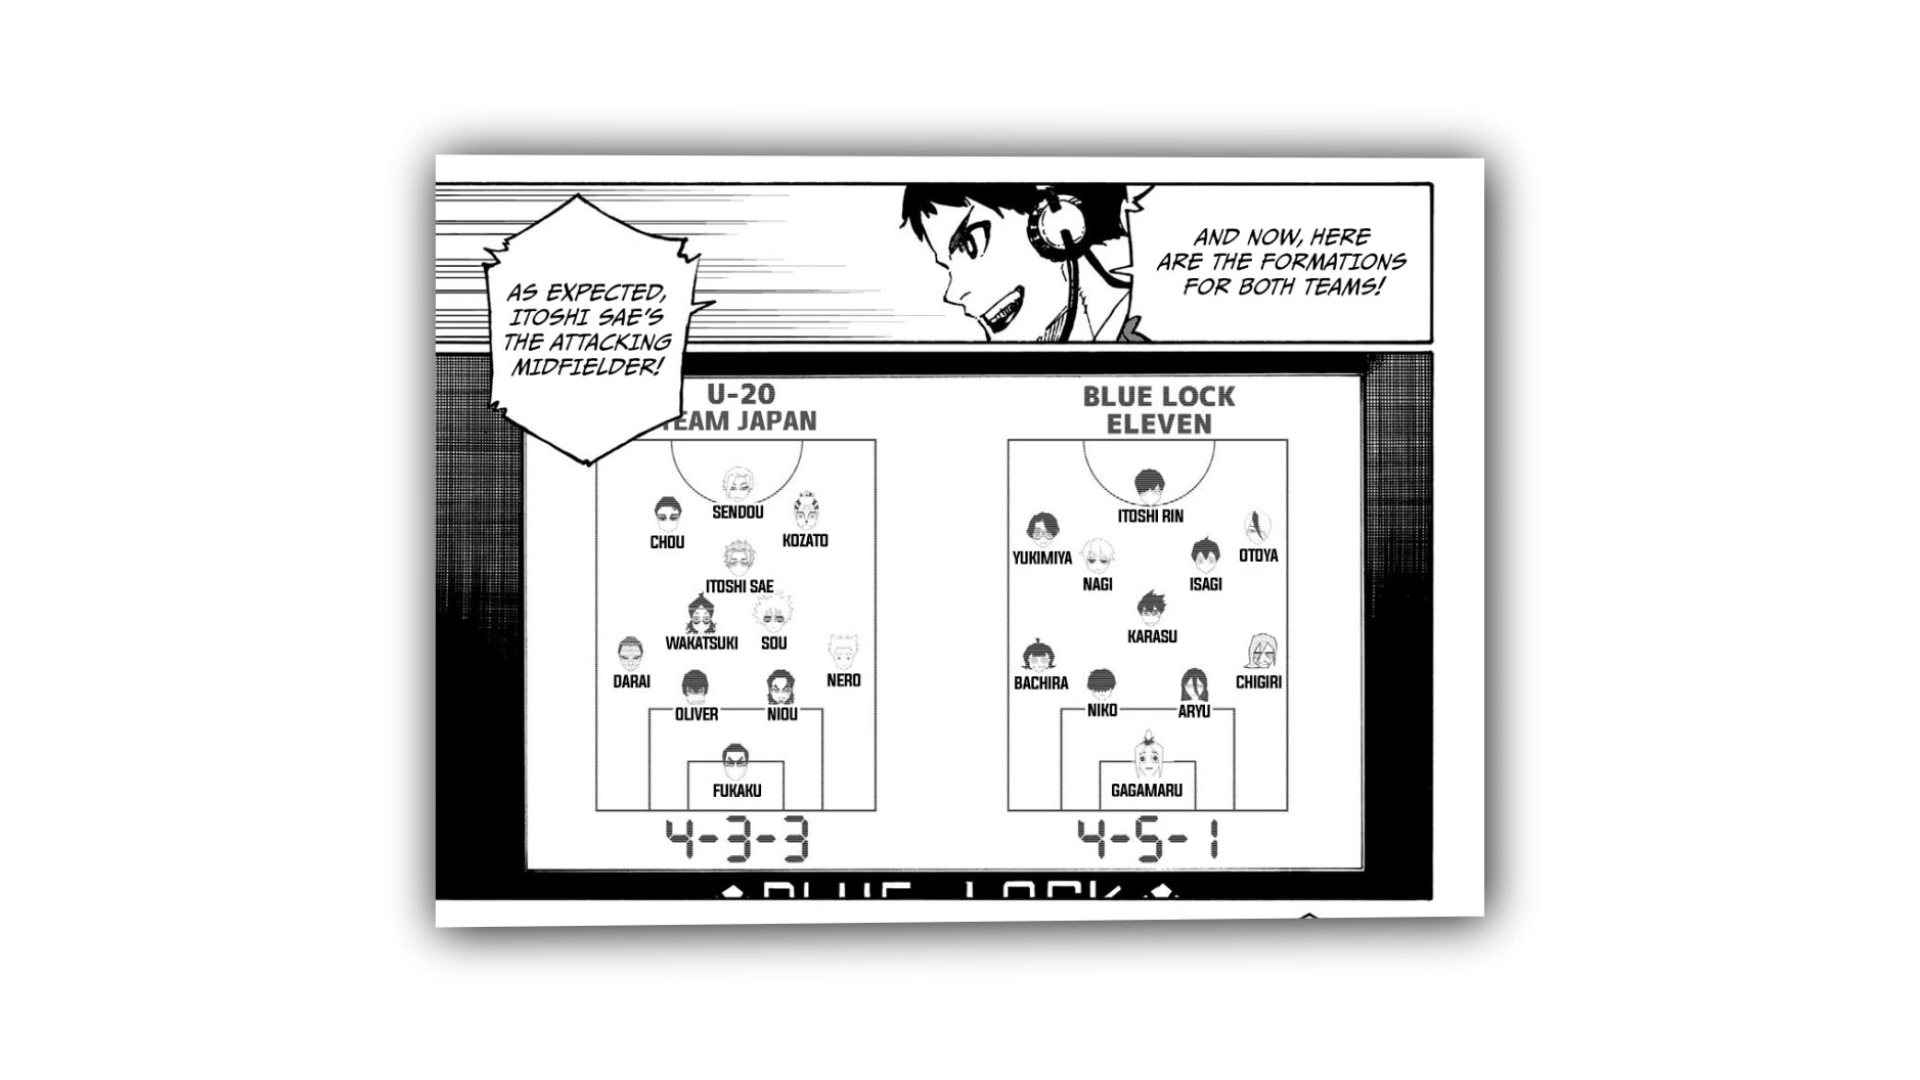 AND NOW, HERE
ARE THE FORMATIONS
FOR BOTH TEAMS!
AS EXPECTED,
ITOSHI SAE'S
THE ATTACKING
MIDFIELDER!
U-20
TEAM JAPAN
SENDOU
CHOU
KOZATO
ITOSHI SAE
WAKATSUKI
SOU
DARAI
NERO
OLIVER
NIOU
FUKAKU
4-3-3
BLUE LOCK
ELEVEN
ITOSHI RIN
YUKIMIYA
OTOYA
NAGI
ISAGI
KARASU
BACHIRA
CHIGIRI
NIKO
ARYU
GAGAMARU
4-5-1
BLUE LOCK